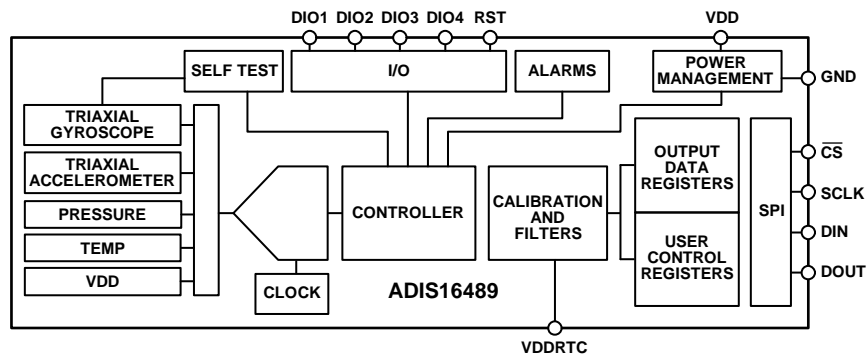 DIO1 DIO2 DIO3 DIO4 RST VDD
SELF TEST
I/O
ALARMS
POWER
MANAGEMENT
GND
TRIAXIAL
GYROSCOPE
TRIAXIAL
ACCELEROMETER
PRESSURE
TEMP
VDD
CLOCK
CONTROLLER
CALIBRATION
AND
FILTERS
OUTPUT
DATA
REGISTERS
USER
CONTROL
REGISTERS
SPI
CS
SCLK
DIN
DOUT
ADIS16489
VDDRTC